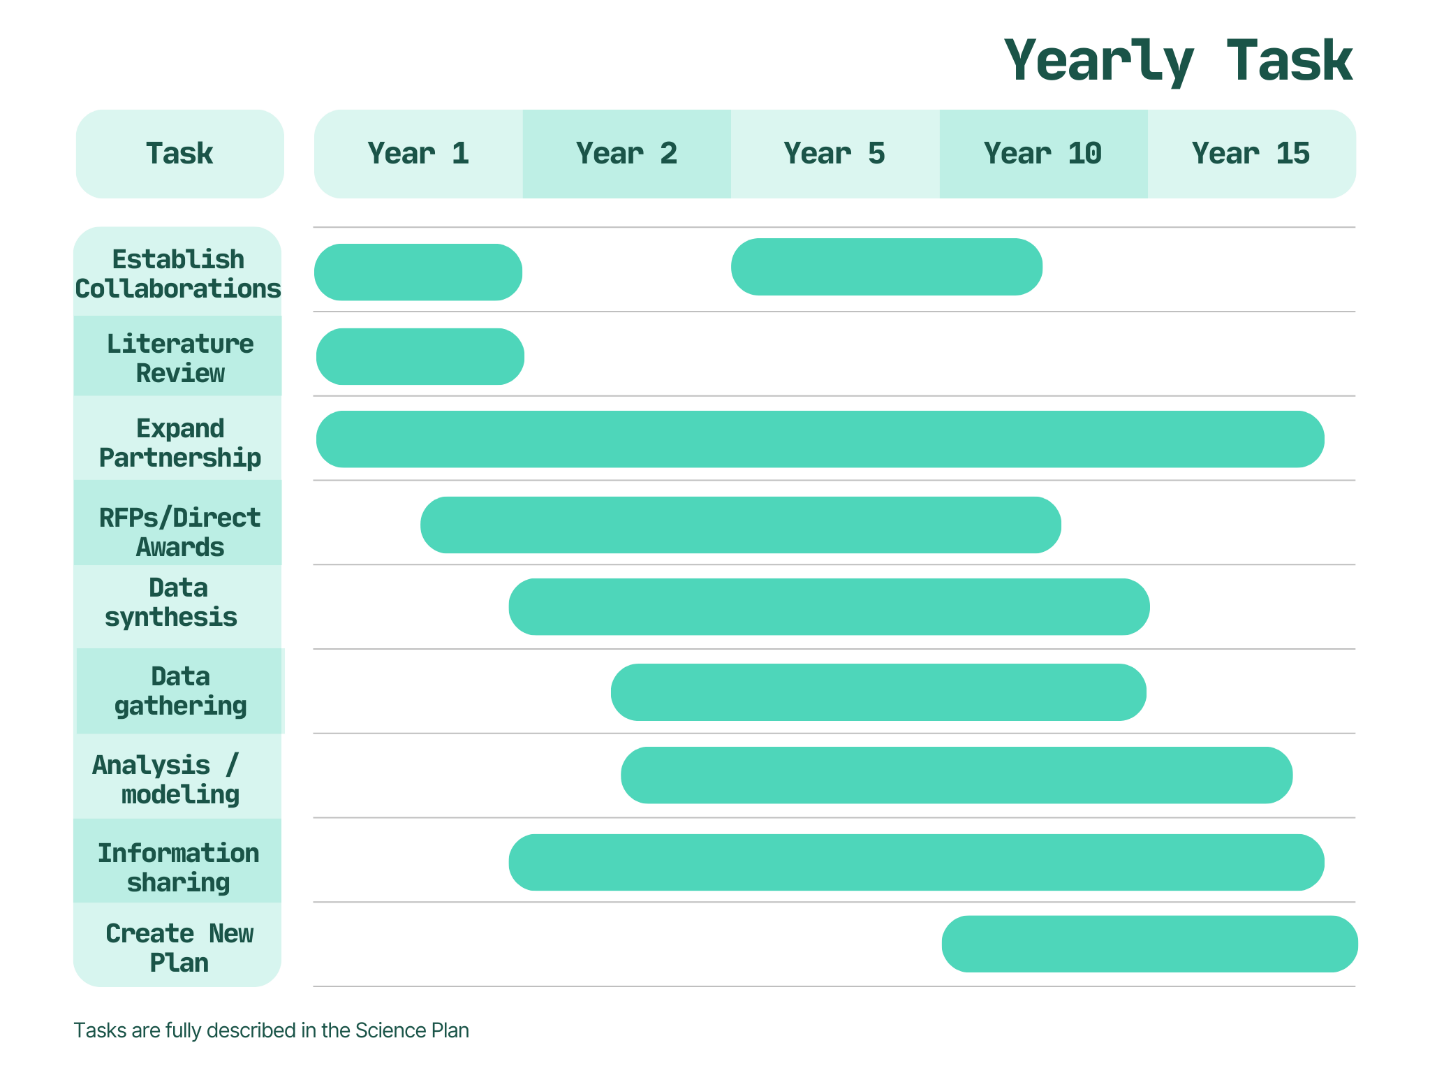 Yearly Task
Task
Year 1
Year 2
Year 5
Year 10
Year 15
Establish
Collaborations
Literature
Review
Expand
Partnership
RFPs/Direct
Awards
Data
synthesis
Data
gathering
Analysis /
modeling
Information
sharing
Create New
Plan
Tasks are fully described in the Science Plan